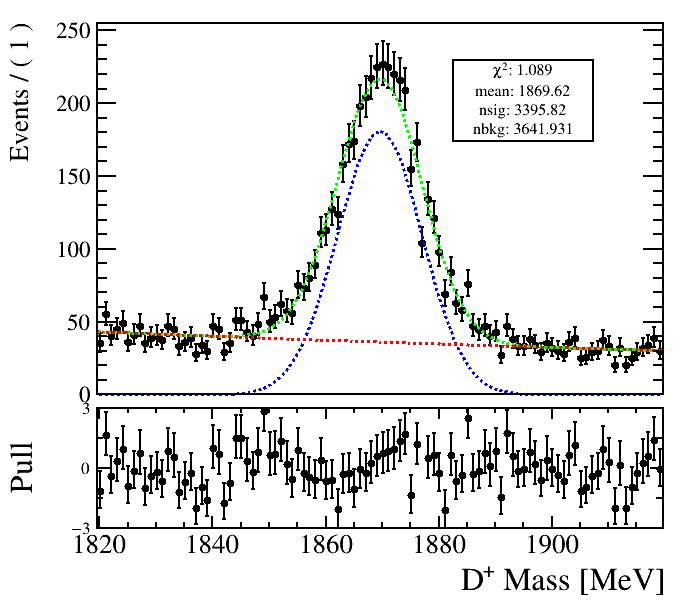 Events / ( 1 )
250
200
150
100
50
0
χ²: 1.089
mean: 1869.62
nsig: 3395.82
nbkg: 3641.931
Pull
3
0
−3
1820 1840 1860 1880 1900
D⁺ Mass [MeV]